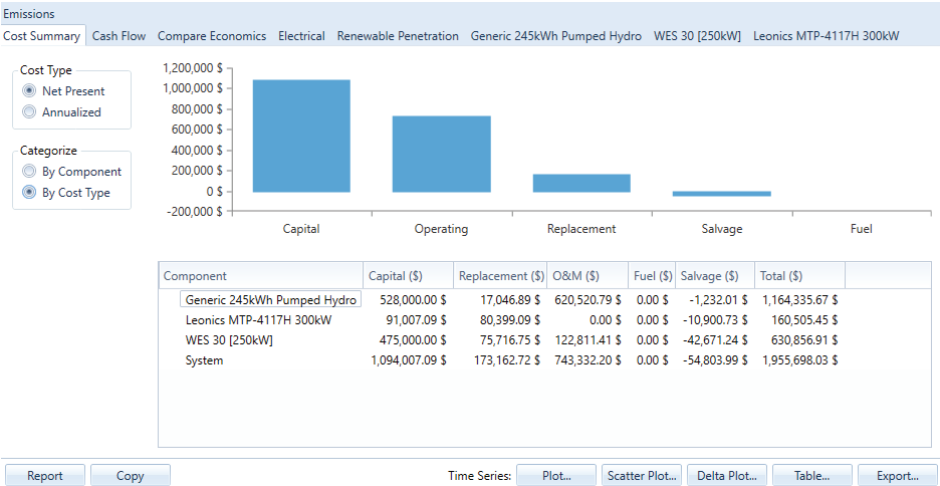 Emissions
Cost Summary Cash Flow Compare Economics Electrical Renewable Penetration Generic 245kWh Pumped Hydro WES 30 [250kW] Leonics MTP-4117H 300kW
Cost Type
Net Present
Annualized
Categorize
By Component
By Cost Type
1,200,000 $
1,000,000 $
800,000 $
600,000 $
400,000 $
200,000 $
0 $
-200,000 $
Capital Operating Replacement Salvage Fuel
Component Capital ($) Replacement ($) O&M ($) Fuel ($) Salvage ($) Total ($)
Generic 245kWh Pumped Hydro 528,000.00 $ 17,046.89 $ 620,520.79 $ 0.00 $ -1,232.01 $ 1,164,335.67 $
Leonics MTP-4117H 300kW 91,007.09 $ 80,399.09 $ 0.00 $ 0.00 $ -10,900.73 $ 160,505.45 $
WES 30 [250kW] 475,000.00 $ 75,716.75 $ 122,811.41 $ 0.00 $ -42,671.24 $ 630,856.91 $
System 1,094,007.09 $ 173,162.72 $ 743,332.20 $ 0.00 $ -54,803.99 $ 1,955,698.03 $
Report Copy Time Series: Plot... Scatter Plot... Delta Plot... Table... Export...